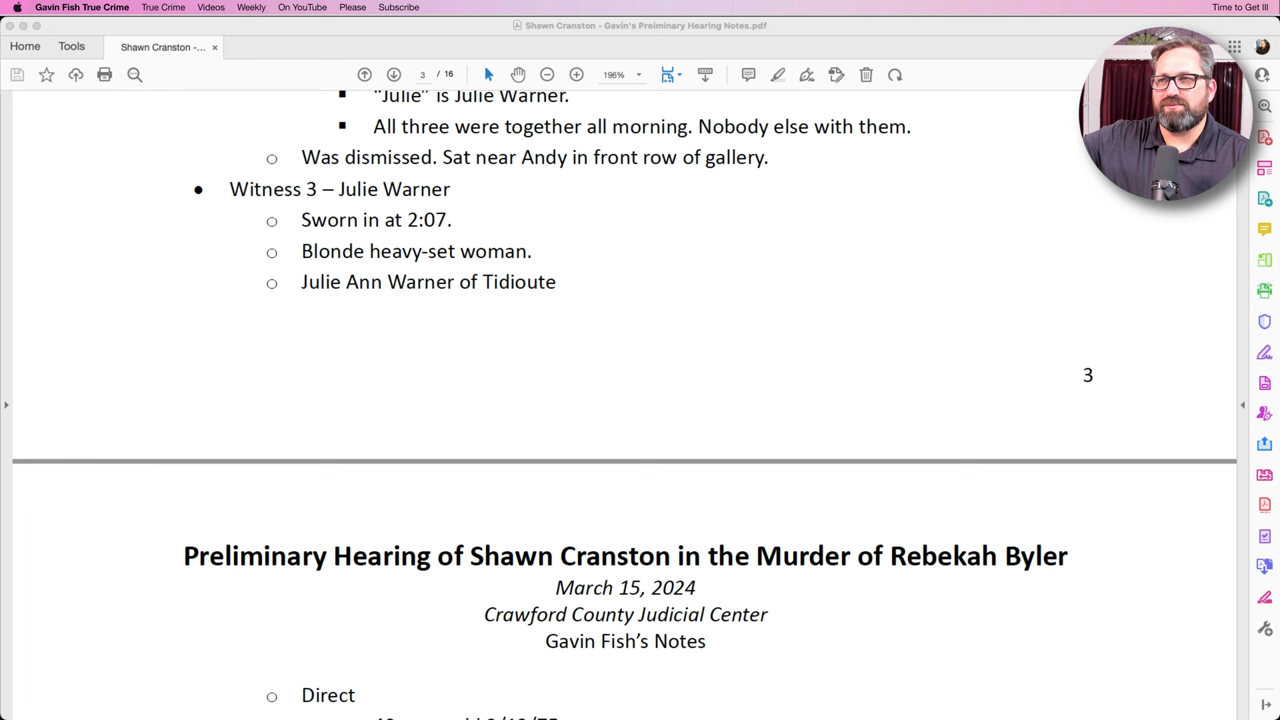 Gavin Fish True Crime True Crime Videos Weekly On YouTube Please Subscribe Time to Get Ill
Shawn Cranston - Gavin's Preiminary Hearing Notes.pdf
Home Tools Shawn Cranston -... ×
3 / 16 196%
▪ "Julie" is Julie Warner.
▪ All three were together all morning. Nobody else with them.
o Was dismissed. Sat near Andy in front row of gallery.
• Witness 3 – Julie Warner
o Sworn in at 2:07.
o Blonde heavy-set woman.
o Julie Ann Warner of Tidioute
3
Preliminary Hearing of Shawn Cranston in the Murder of Rebekah Byler
March 15, 2024
Crawford County Judicial Center
Gavin Fish's Notes
o Direct